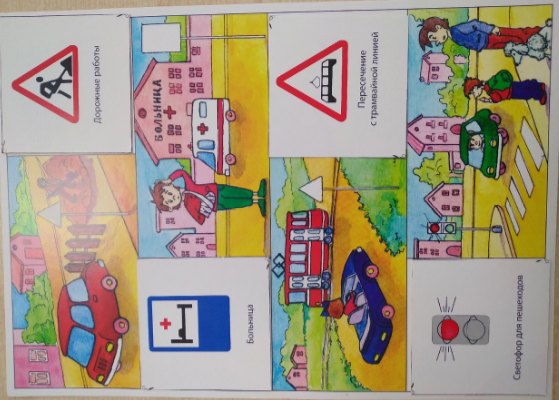 Дорожные работы
БОЛЬНИЦА
Пересечение
с трамвайной линией
Больница
Светофор для пешеходов